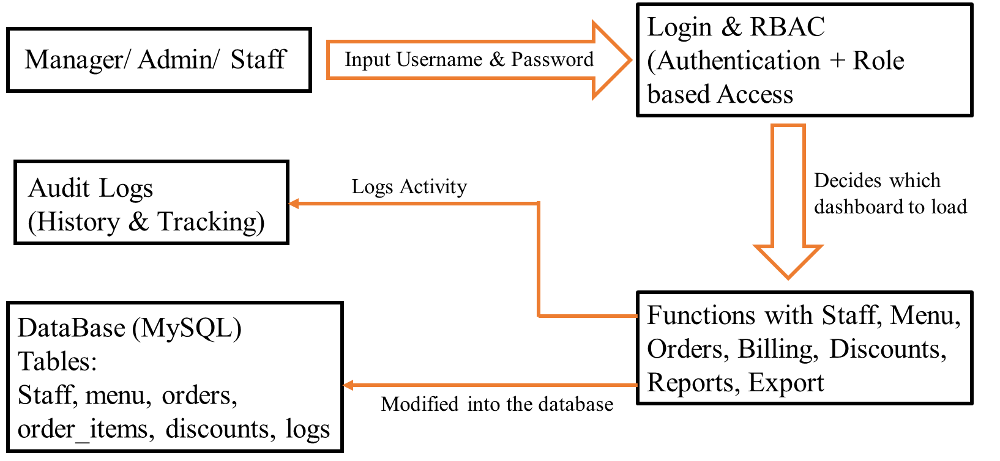 Manager/ Admin/ Staff
Input Username & Password
Login & RBAC
(Authentication + Role
based Access
Decides which
dashboard to load
Audit Logs
(History & Tracking)
Logs Activity
Functions with Staff, Menu,
Orders, Billing, Discounts,
Reports, Export
DataBase (MySQL)
Tables:
Staff, menu, orders,
order_items, discounts, logs
Modified into the database